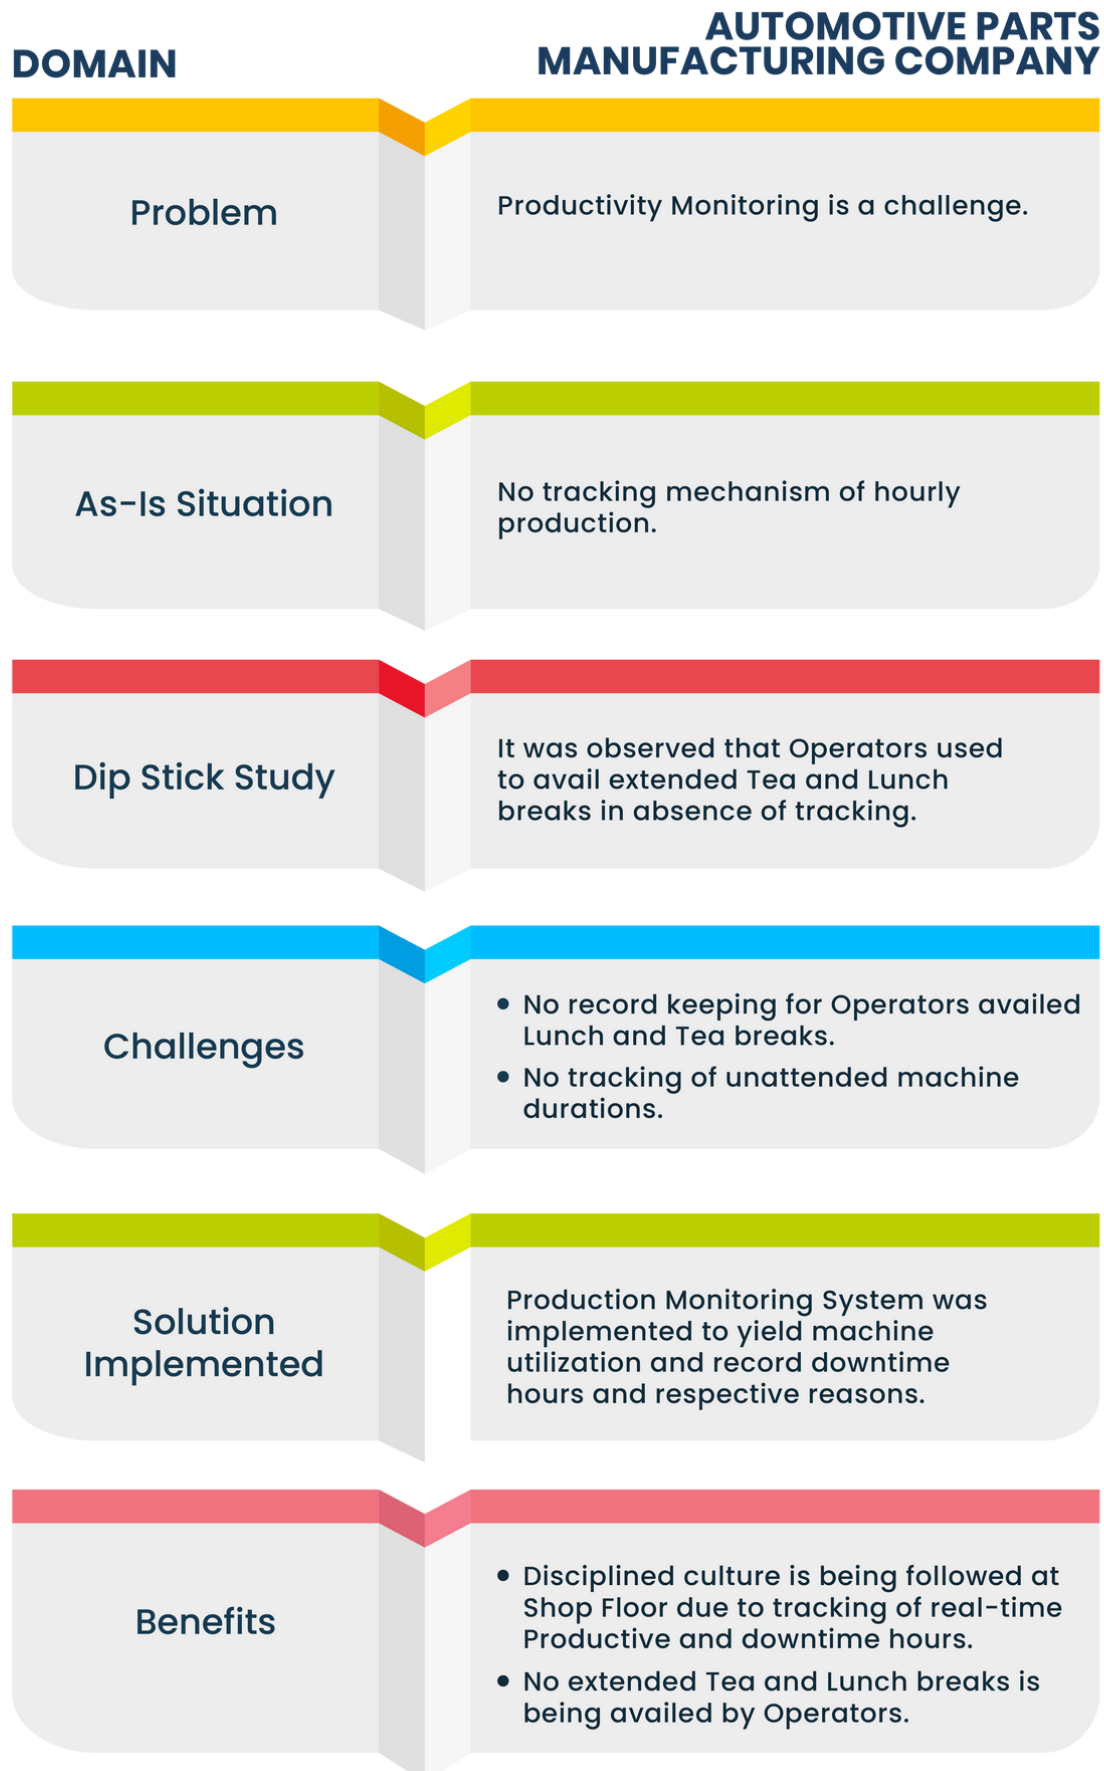 DOMAIN
AUTOMOTIVE PARTS
MANUFACTURING COMPANY
Problem
Productivity Monitoring is a challenge.
As-Is Situation
No tracking mechanism of hourly
production.
Dip Stick Study
It was observed that Operators used
to avail extended Tea and Lunch
breaks in absence of tracking.
Challenges
• No record keeping for Operators availed
Lunch and Tea breaks.
• No tracking of unattended machine
durations.
Solution
Implemented
Production Monitoring System was
implemented to yield machine
utilization and record downtime
hours and respective reasons.
Benefits
• Disciplined culture is being followed at
Shop Floor due to tracking of real-time
Productive and downtime hours.
• No extended Tea and Lunch breaks is
being availed by Operators.